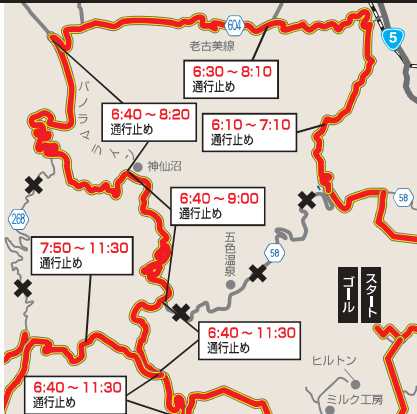 604
5
老古美線
6:30～8:10
通行止め
パノラマライン
6:40～8:20
通行止め
6:10～7:10
通行止め
神仙沼
6:40～9:00
通行止め
58
268
7:50～11:30
通行止め
五色温泉
58
スタート
ゴール
6:40～11:30
通行止め
ヒルトン
6:40～11:30
通行止め
ミルク工房